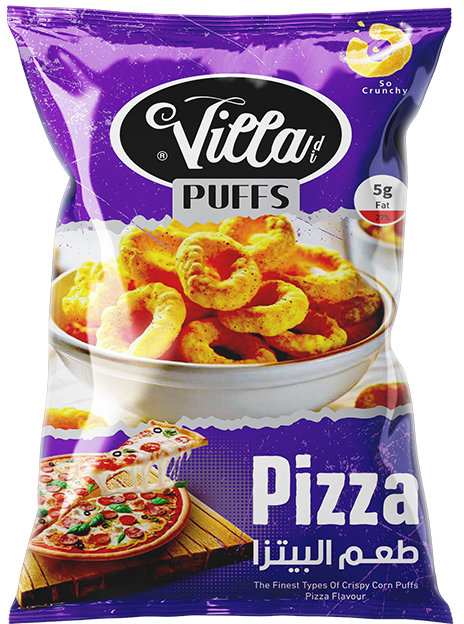 So
Crunchy
Villa
di
®
PUFFS
5g
Fat
27%
Pizza
طعم البيتزا
The Finest Types Of Crispy Corn Puffs
Pizza Flavour